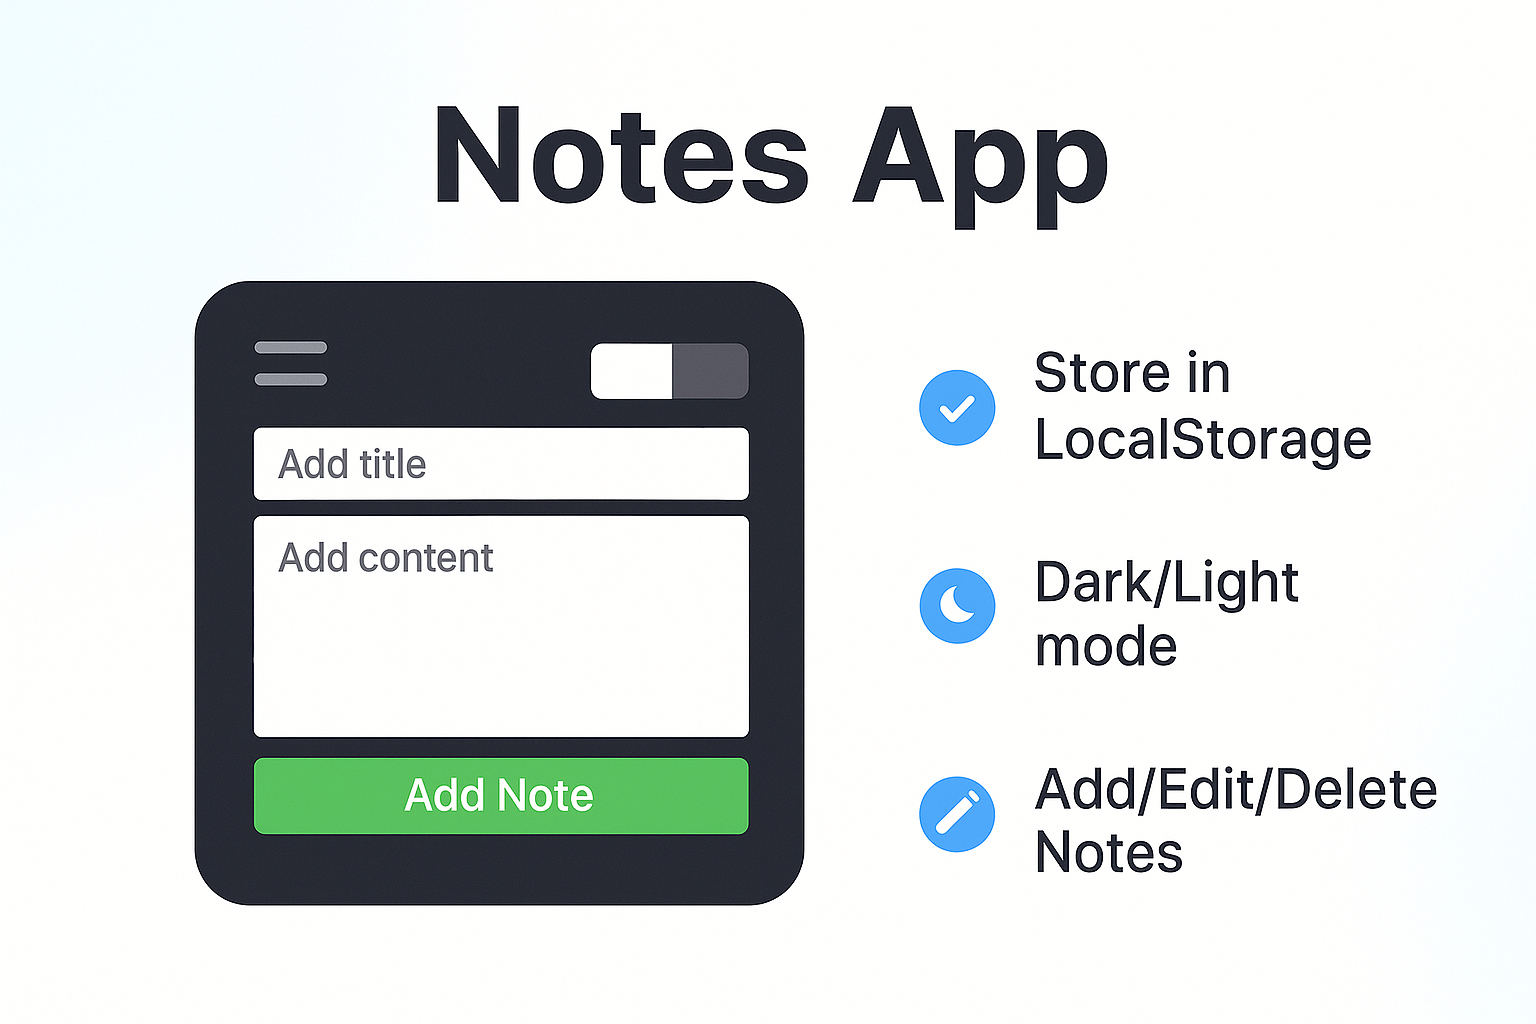 Notes App
Add title
Add content
Add Note
Store in
LocalStorage
Dark/Light
mode
Add/Edit/Delete
Notes